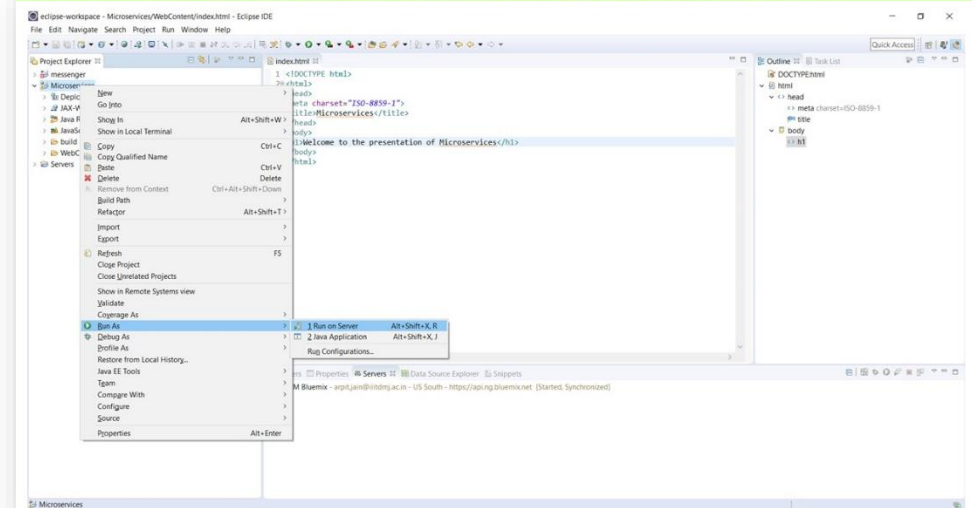 eclipse-workspace - Microservices/WebContent/index.html - Eclipse IDE
File Edit Navigate Search Project Run Window Help
Quick Access
Project Explorer
messenger
Microservices
Deplo
JAX-W
Java R
JavaSc
build
WebC
Servers
New
Go Into
Show In Alt+Shift+W
Show in Local Terminal
Copy Ctrl+C
Copy Qualified Name
Paste Ctrl+V
Delete Delete
Remove from Context Ctrl+Alt+Shift+Down
Build Path
Refactor Alt+Shift+T
Import
Export
Refresh F5
Close Project
Close Unrelated Projects
Show in Remote Systems view
Validate
Coverage As
Run As
Debug As
Profile As
Restore from Local History...
Java EE Tools
Team
Compare With
Configure
Source
Properties Alt+Enter
1 Run on Server Alt+Shift+X, R
2 Java Application Alt+Shift+X, J
Run Configurations...
index.html
1 <!DOCTYPE html>
2 <html>
head>
meta charset="ISO-8859-1">
title>Microservices</title>
/head>
body>
h1>Welcome to the presentation of Microservices</h1>
/body>
/html>
Outline Task List
DOCTYPE:html
html
head
meta charset=ISO-8859-1
title
body
h1
ers Properties Servers Data Source Explorer Snippets
M Bluemix - arpit.jain@iiitdmj.ac.in - US South - https://api.ng.bluemix.net [Started, Synchronized]
Microservices